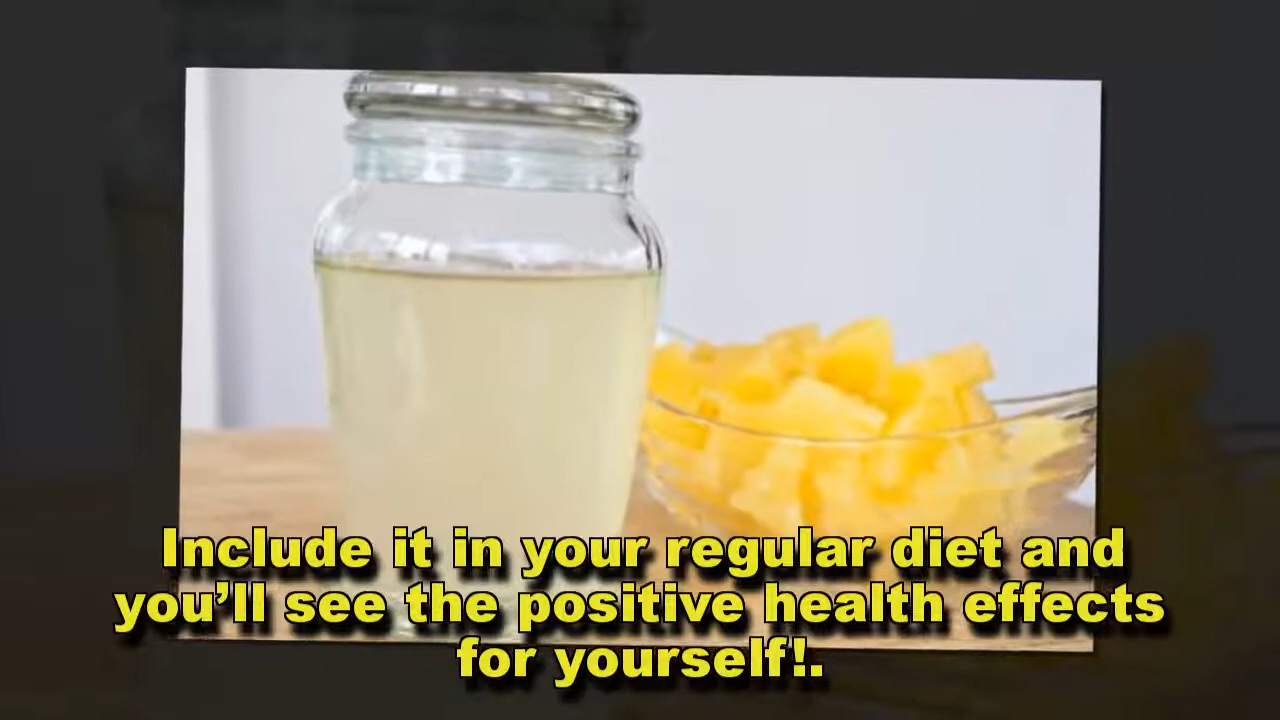 Include it in your regular diet and
you’ll see the positive health effects
for yourself!.